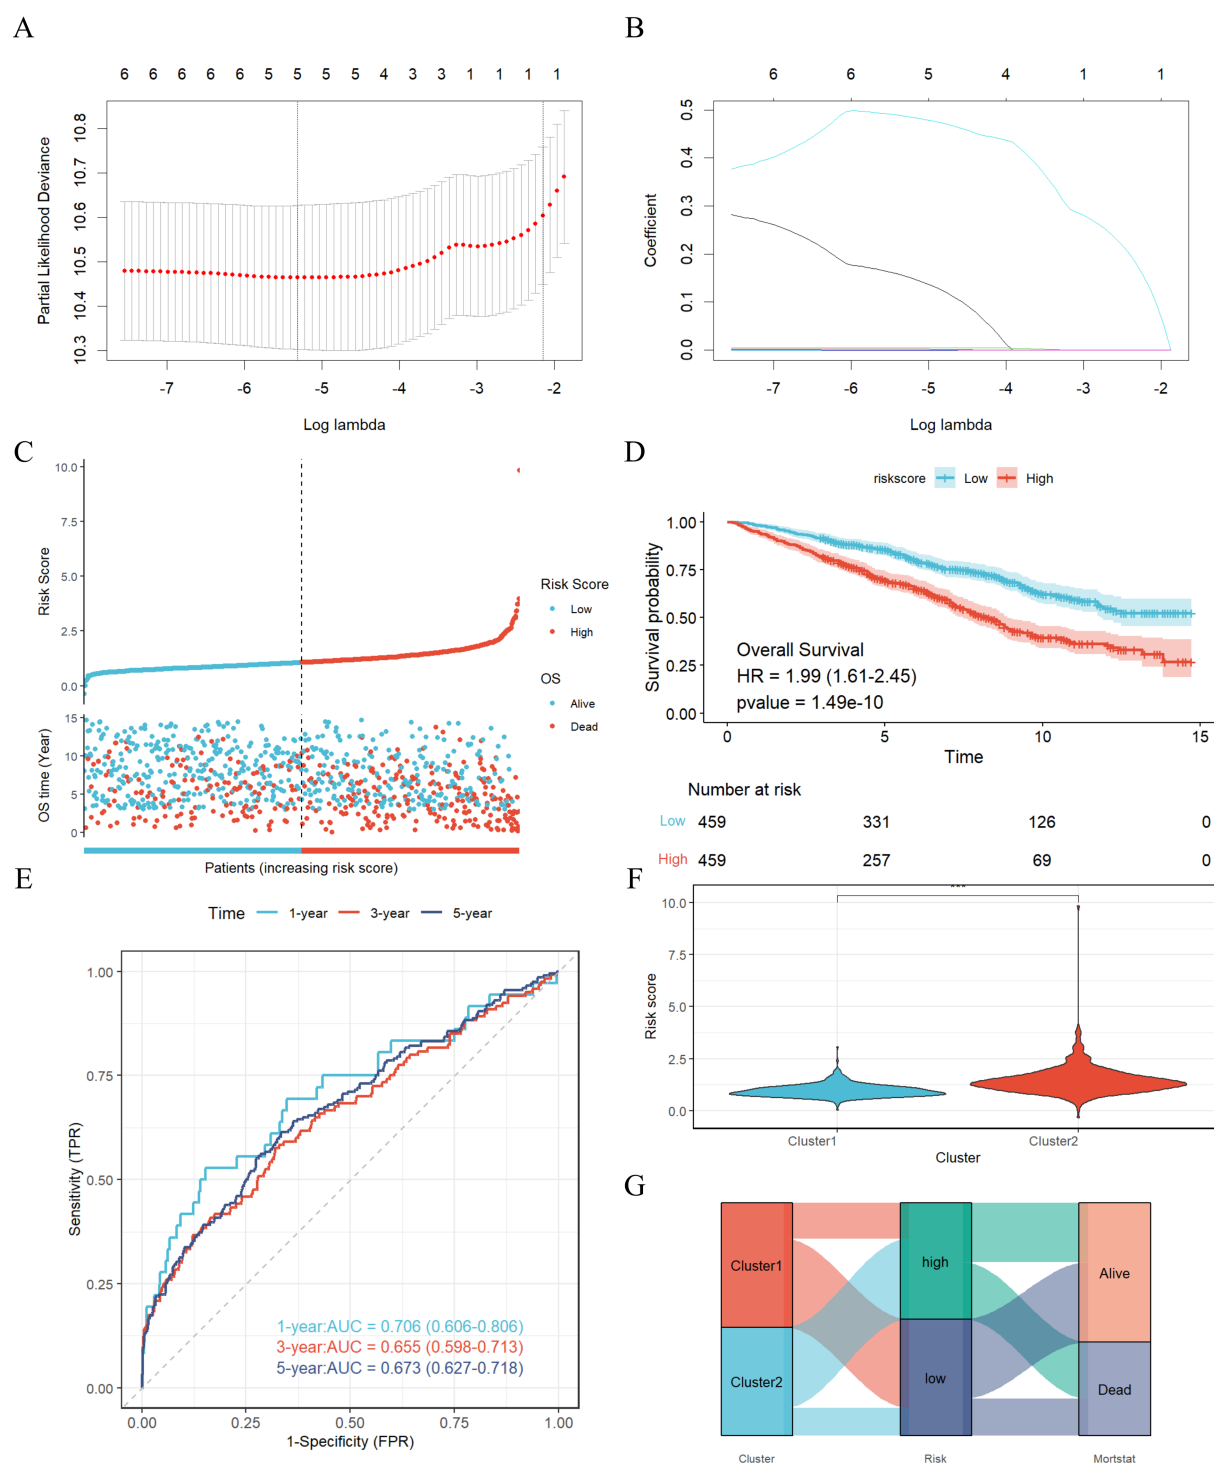 A
6 6 6 6 6 5 5 5 5 4 3 3 1 1 1 1
Partial Likelihood Deviance
10.8
10.7
10.6
10.5
10.4
10.3
-7 -6 -5 -4 -3 -2
Log lambda
B
6 6 5 4 1 1
Coefficient
0.5
0.4
0.3
0.2
0.1
0.0
-7 -6 -5 -4 -3 -2
Log lambda
C
Risk Score
10.0
7.5
5.0
2.5
0.0
Risk Score
Low
High
OS
Alive
Dead
OS time (Year)
15
10
5
0
Patients (increasing risk score)
D
riskscore Low High
Survival probability
1.00
0.75
0.50
0.25
0.00
Overall Survival
HR = 1.99 (1.61-2.45)
pvalue = 1.49e-10
0 5 10 15
Time
Number at risk
Low 459 331 126 0
High 459 257 69 0
E
Time 1-year 3-year 5-year
Sensitivity (TPR)
1.00
0.75
0.50
0.25
0.00
1-year:AUC = 0.706 (0.606-0.806)
3-year:AUC = 0.655 (0.598-0.713)
5-year:AUC = 0.673 (0.627-0.718)
0.00 0.25 0.50 0.75 1.00
1-Specificity (FPR)
F
***
Risk score
10.0
7.5
5.0
2.5
0.0
Cluster1 Cluster2
Cluster
G
Cluster1 high Alive
Cluster2 low Dead
Cluster Risk Mortstat